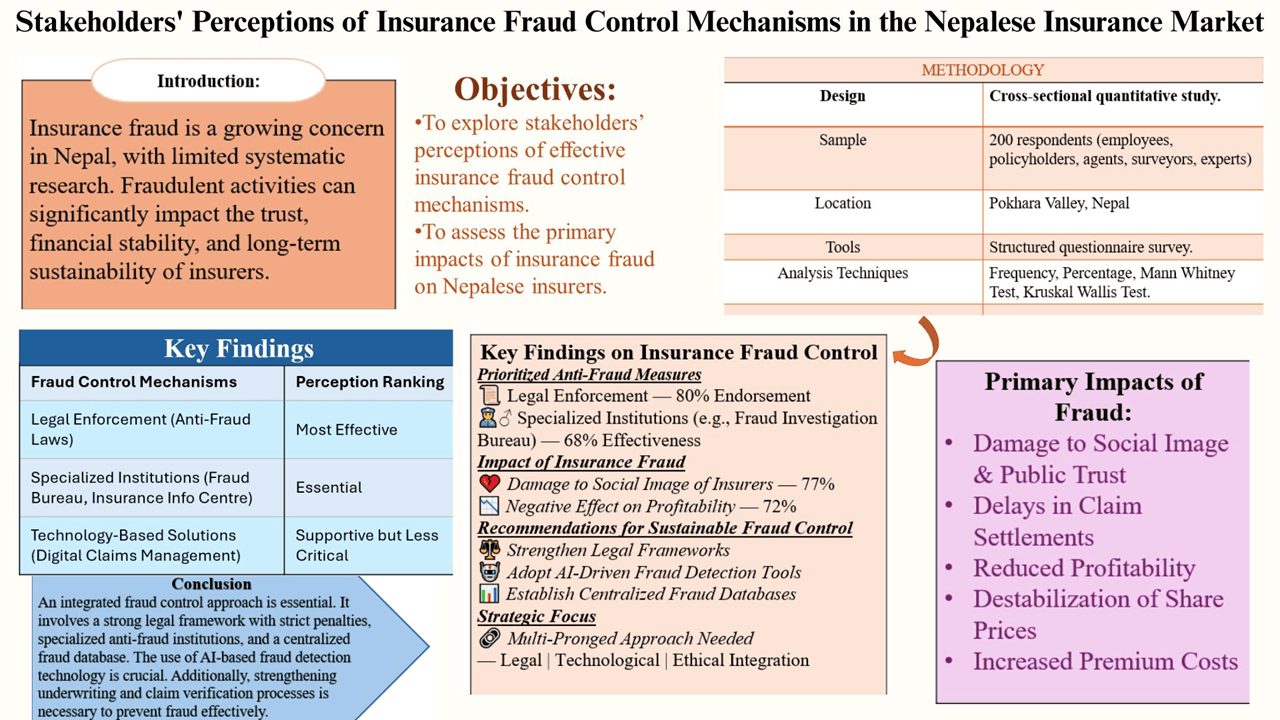 Stakeholders' Perceptions of Insurance Fraud Control Mechanisms in the Nepalese Insurance Market
Introduction:
Insurance fraud is a growing concern
in Nepal, with limited systematic
research. Fraudulent activities can
significantly impact the trust,
financial stability, and long-term
sustainability of insurers.
Objectives:
•To explore stakeholders’
perceptions of effective
insurance fraud control
mechanisms.
•To assess the primary
impacts of insurance fraud
on Nepalese insurers.
METHODOLOGY
Design Cross-sectional quantitative study.
Sample 200 respondents (employees,
policyholders, agents, surveyors, experts)
Location Pokhara Valley, Nepal
Tools Structured questionnaire survey.
Analysis Techniques Frequency, Percentage, Mann Whitney
Test, Kruskal Wallis Test.
Key Findings
Fraud Control Mechanisms Perception Ranking
Legal Enforcement (Anti-Fraud
Laws)
Most Effective
Specialized Institutions (Fraud
Bureau, Insurance Info Centre)
Essential
Technology-Based Solutions
(Digital Claims Management)
Supportive but Less
Critical
Conclusion
An integrated fraud control approach is essential. It
involves a strong legal framework with strict penalties,
specialized anti-fraud institutions, and a centralized
fraud database. The use of AI-based fraud detection
technology is crucial. Additionally, strengthening
underwriting and claim verification processes is
necessary to prevent fraud effectively.
Key Findings on Insurance Fraud Control
Prioritized Anti-Fraud Measures
📜 Legal Enforcement — 80% Endorsement
👮♂ Specialized Institutions (e.g., Fraud Investigation
Bureau) — 68% Effectiveness
Impact of Insurance Fraud
💔 Damage to Social Image of Insurers — 77%
📉 Negative Effect on Profitability — 72%
Recommendations for Sustainable Fraud Control
⚖ Strengthen Legal Frameworks
🤖 Adopt AI-Driven Fraud Detection Tools
📊 Establish Centralized Fraud Databases
Strategic Focus
🔗 Multi-Pronged Approach Needed
— Legal | Technological | Ethical Integration
Primary Impacts of
Fraud:
• Damage to Social Image
& Public Trust
• Delays in Claim
Settlements
• Reduced Profitability
• Destabilization of Share
Prices
• Increased Premium Costs